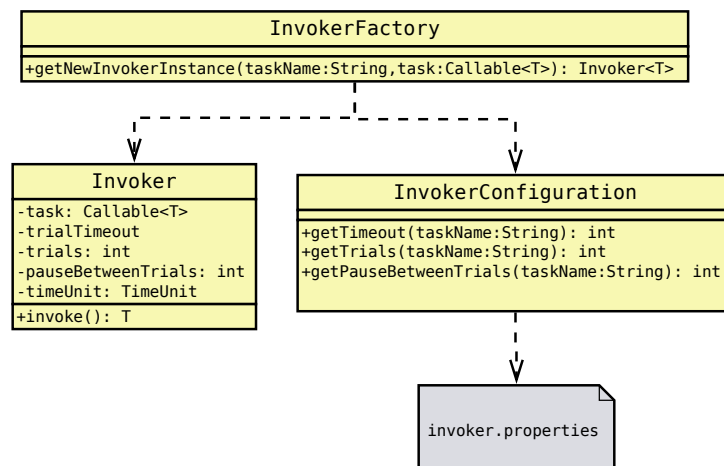 InvokerFactory
+getNewInvokerInstance(taskName:String,task:Callable<T>): Invoker<T>
Invoker
-task: Callable<T>
-trialTimeout
-trials: int
-pauseBetweenTrials: int
-timeUnit: TimeUnit
+invoke(): T
InvokerConfiguration
+getTimeout(taskName:String): int
+getTrials(taskName:String): int
+getPauseBetweenTrials(taskName:String): int
invoker.properties